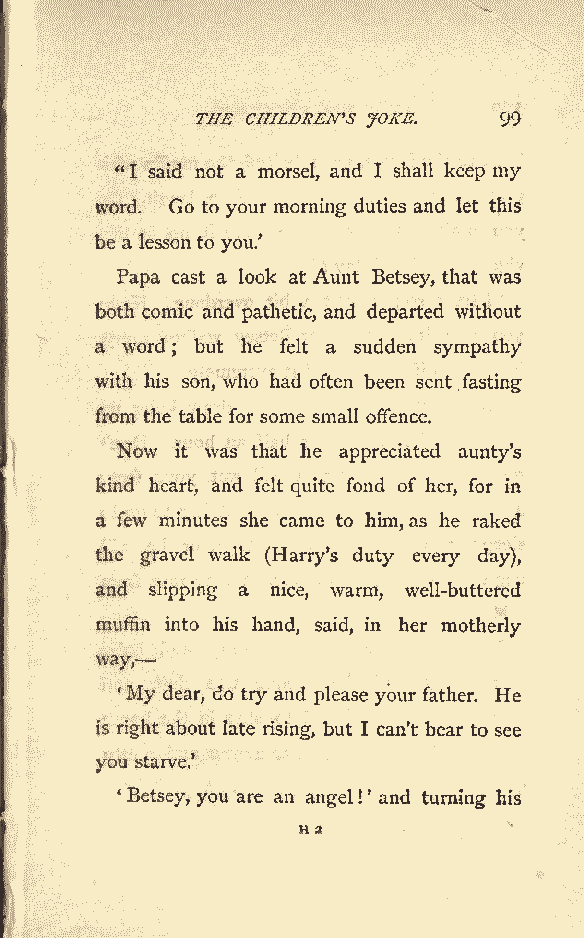 THE CHILDREN'S JOKE. 99
"I said not a morsel, and I shall keep my
word. Go to your morning duties and let this
be a lesson to you.'
Papa cast a look at Aunt Betsey, that was
both comic and pathetic, and departed without
a word; but he felt a sudden sympathy
with his son, who had often been sent fasting
from the table for some small offence.
Now it was that he appreciated aunty's
kind heart, and felt quite fond of her, for in
a few minutes she came to him, as he raked
the gravel walk (Harry's duty every day),
and slipping a nice, warm, well-buttered
muffin into his hand, said, in her motherly
way,—
'My dear, do try and please your father. He
is right about late rising, but I can't bear to see
you starve.'
'Betsey, you are an angel!' and turning his
H 2